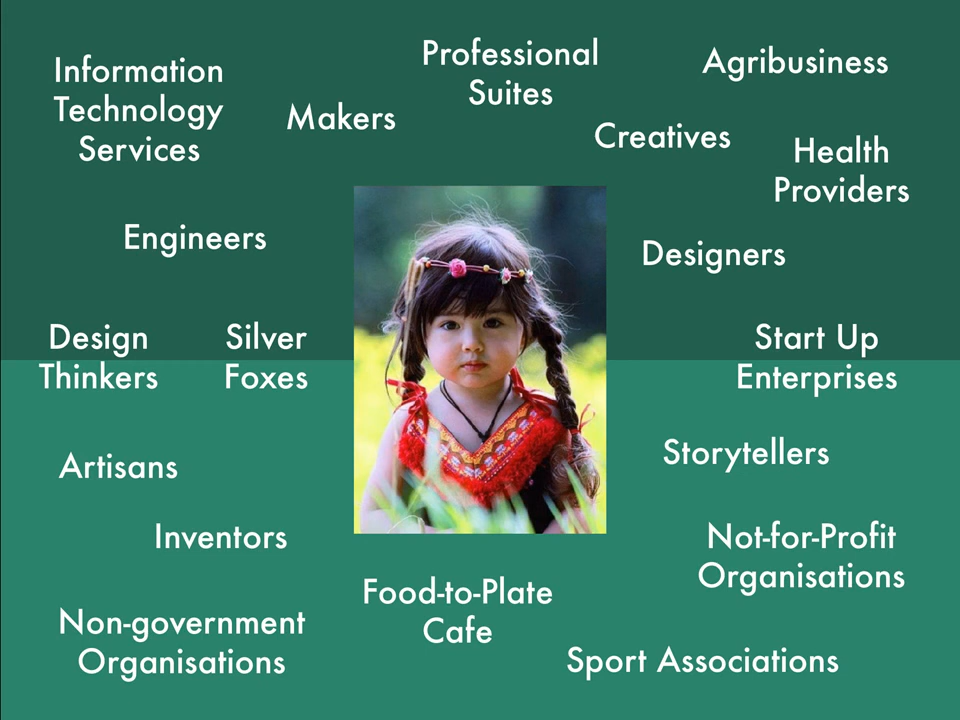 Information
Technology
Services
Makers
Professional
Suites
Agribusiness
Creatives
Health
Providers
Engineers
Designers
Design
Thinkers
Silver
Foxes
Start Up
Enterprises
Artisans
Storytellers
Inventors
Not-for-Profit
Organisations
Non-government
Organisations
Food-to-Plate
Cafe
Sport Associations